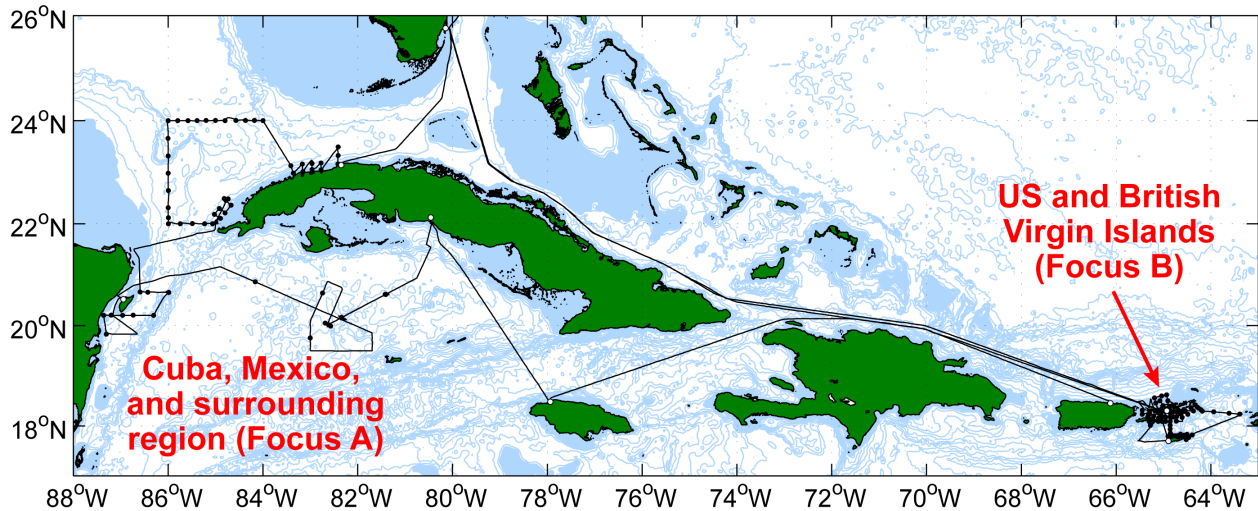 26°N
24°N
22°N
20°N
18°N
US and British
Virgin Islands
(Focus B)
Cuba, Mexico,
and surrounding
region (Focus A)
88°W 86°W 84°W 82°W 80°W 78°W 76°W 74°W 72°W 70°W 68°W 66°W 64°W